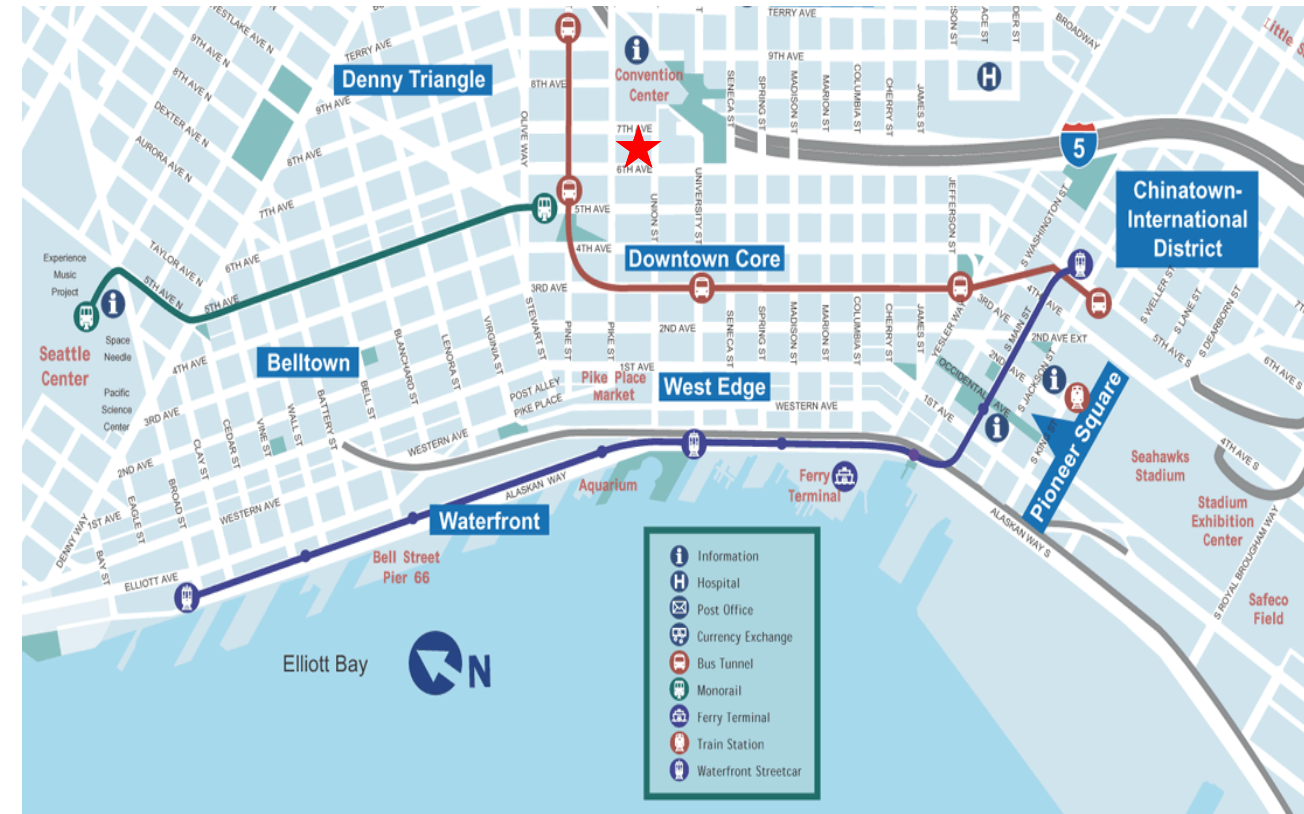 WESTLAKE AVE N
9TH AVE N
8TH AVE N
DEXTER AVE N
AURORA AVE N
TERRY AVE
Denny Triangle
9TH AVE
8TH AVE
7TH AVE
6TH AVE
TAYLOR AVE N
5TH AVE N
5TH AVE
4TH AVE
3RD AVE
2ND AVE
1ST AVE
Experience
Music
Project
Space
Needle
Pacific
Science
Center
Seattle
Center
OLIVE WAY
8TH AVE
7TH AVE
6TH AVE
5TH AVE
4TH AVE
3RD AVE
2ND AVE
1ST AVE
Convention
Center
TERRY AVE
9TH AVE
SENECA ST
SPRING ST
MADISON ST
MARION ST
COLUMBIA ST
CHERRY ST
JAMES ST
BROADWAY
H
5
Chinatown-
International
District
UNION ST
UNIVERSITY ST
JEFFERSON ST
S WASHINGTON ST
Downtown Core
STEWART ST
PINE ST
PIKE ST
SENECA ST
SPRING ST
MADISON ST
MARION ST
COLUMBIA ST
CHERRY ST
JAMES ST
YESLER WAY
3RD AVE
4TH AVE
S MAIN ST
2ND AVE EXT
2ND AVE
S JACKSON ST
OCCIDENTAL AVE
1ST AVE
S KING ST
S WELLER ST
S LANE ST
S DEARBORN ST
5TH AVE S
6TH AVE S
4TH AVE S
Belltown
BLANCHARD ST
LENORA ST
VIRGINIA ST
BELL ST
BATTERY ST
WALL ST
VINE ST
CEDAR ST
CLAY ST
BROAD ST
EAGLE ST
BAY ST
DENNY WAY
ELLIOTT AVE
WESTERN AVE
WESTERN AVE
POST ALLEY
PIKE PLACE
Pike Place
Market
West Edge
WESTERN AVE
ALASKAN WAY
Waterfront
Bell Street
Pier 66
Aquarium
Ferry
Terminal
Pioneer Square
ALASKAN WAY S
Seahawks
Stadium
Stadium
Exhibition
Center
S ROYAL BROUGHAM WAY
Safeco
Field
Elliott Bay
N
Information
H Hospital
Post Office
Currency Exchange
Bus Tunnel
Monorail
Ferry Terminal
Train Station
Waterfront Streetcar